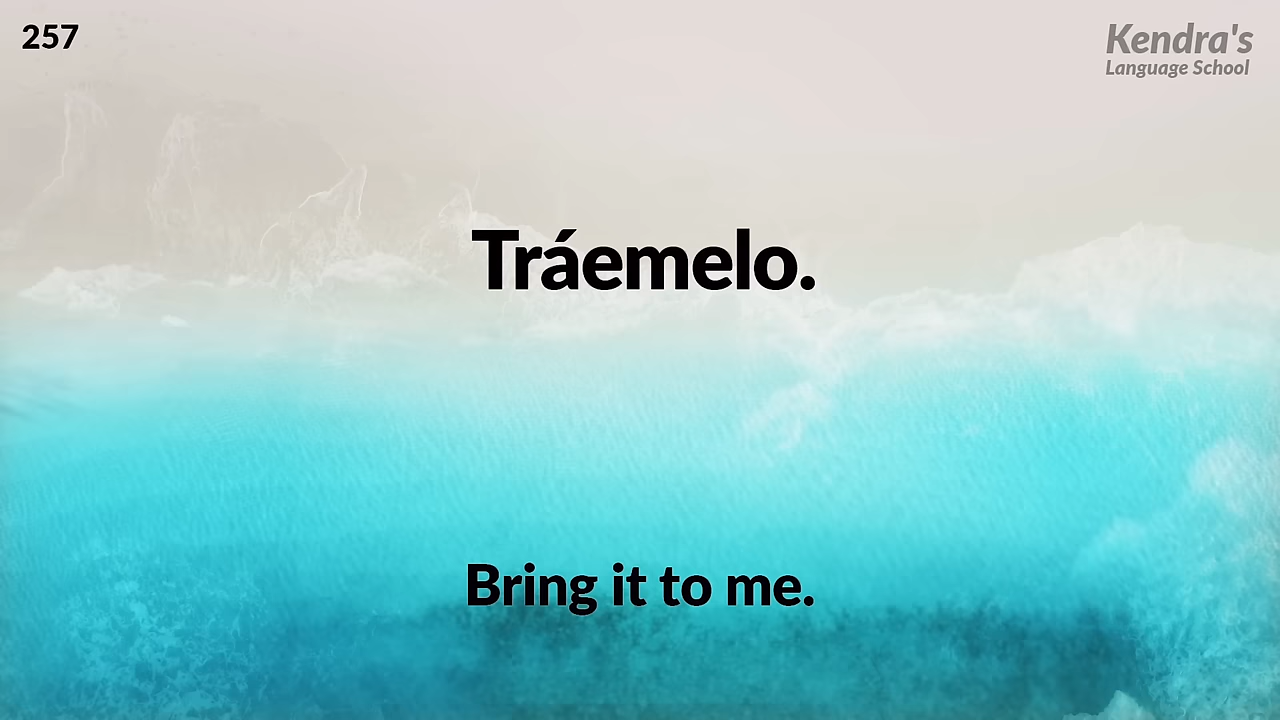 257
Kendra's
Language School
Tráemelo.
Bring it to me.